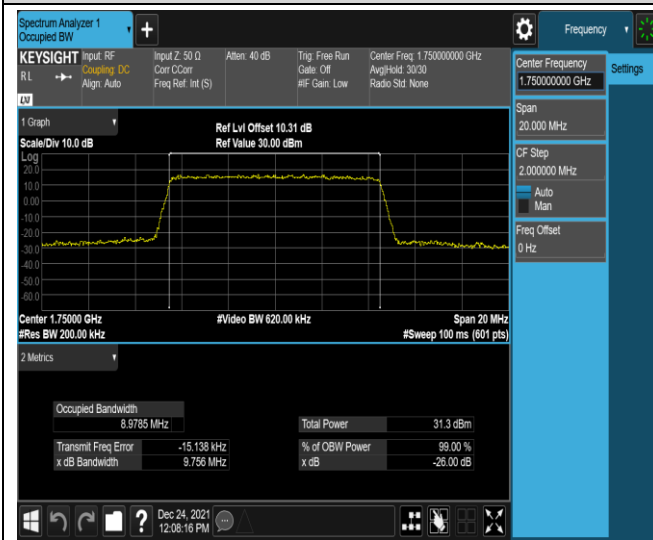 Spectrum Analyzer 1
Occupied BW
Frequency
KEYSIGHT
RL
LXI
Input: RF
Coupling: DC
Align: Auto
Input Z: 50 Ω
Corr CCorr
Freq Ref: Int (S)
Atten: 40 dB
Trig: Free Run
Gate: Off
#IF Gain: Low
Center Freq: 1.750000000 GHz
Avg|Hold: 30/30
Radio Std: None
1 Graph
Scale/Div 10.0 dB
Ref Lvl Offset 10.31 dB
Ref Value 30.00 dBm
Log
20.0
10.0
0.00
-10.0
-20.0
-30.0
-40.0
-50.0
-60.0
Center 1.75000 GHz
#Res BW 200.00 kHz
#Video BW 620.00 kHz
Span 20 MHz
#Sweep 100 ms (601 pts)
2 Metrics
Occupied Bandwidth
8.9785 MHz
Transmit Freq Error -15.138 kHz
x dB Bandwidth 9.756 MHz
Total Power 31.3 dBm
% of OBW Power 99.00 %
x dB -26.00 dB
Center Frequency
1.750000000 GHz
Span
20.000 MHz
CF Step
2.000000 MHz
Auto
Man
Freq Offset
0 Hz
Settings
?
Dec 24, 2021
12:08:16 PM